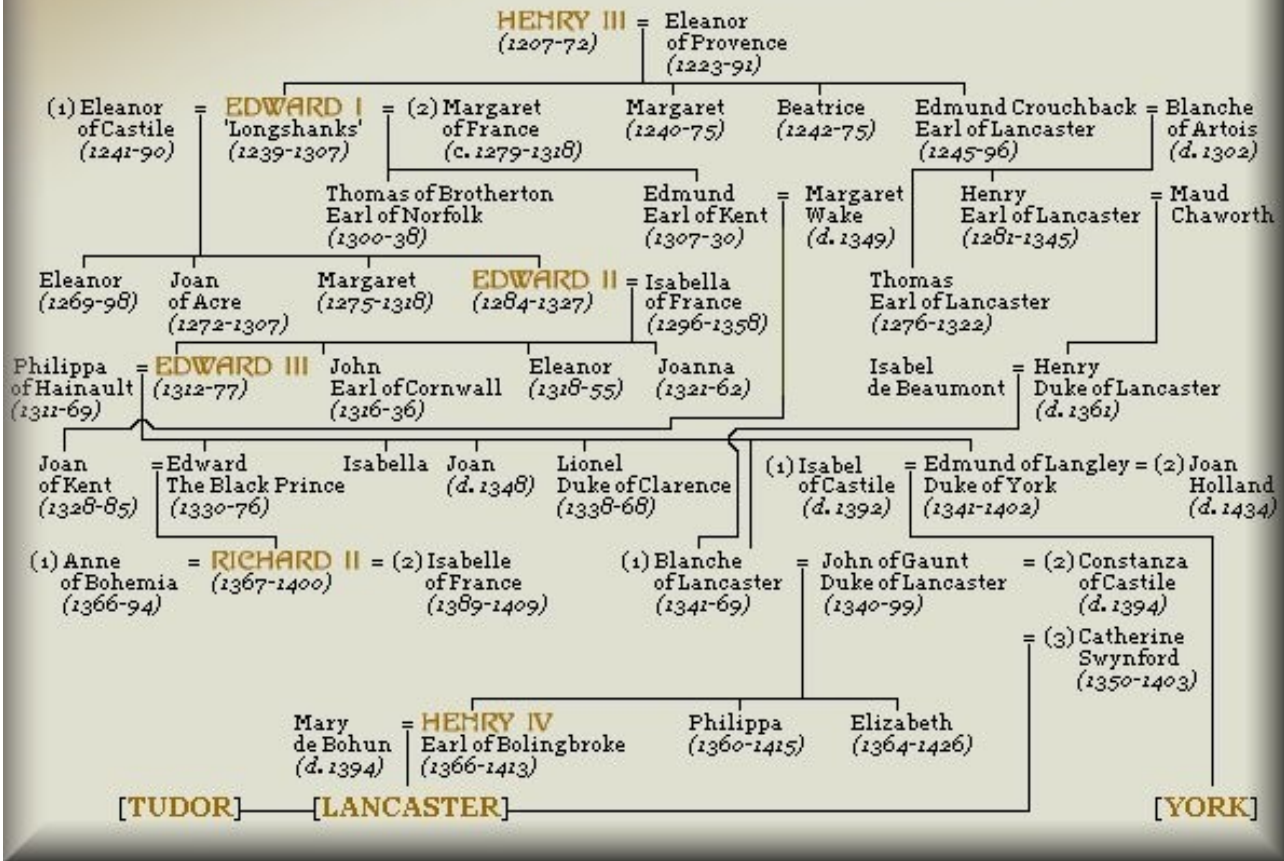 HENRY III = Eleanor
(1207-72) of Provence
(1223-91)
(1) Eleanor = EDWARD I = (2) Margaret Margaret Beatrice Edmund Crouchback = Blanche
of Castile 'Longshanks' of France (1240-75) (1242-75) Earl of Lancaster of Artois
(1241-90) (1239-1307) (c. 1279-1318) (1245-96) (d. 1302)
Thomas of Brotherton Edmund = Margaret Henry = Maud
Earl of Norfolk Earl of Kent Wake Earl of Lancaster Chaworth
(1300-38) (1307-30) (d. 1349) (1281-1345)
Eleanor Joan Margaret EDWARD II = Isabella Thomas
(1269-98) of Acre (1275-1318) (1284-1327) of France Earl of Lancaster
(1272-1307) (1296-1358) (1276-1322)
Philippa = EDWARD III John Eleanor Joanna Isabel = Henry
of Hainault (1312-77) Earl of Cornwall (1318-55) (1321-62) de Beaumont Duke of Lancaster
(1311-69) (1316-36) (d. 1361)
Joan = Edward Isabella Joan Lionel (1) Isabel = Edmund of Langley = (2) Joan
of Kent The Black Prince (d. 1348) Duke of Clarence of Castile Duke of York Holland
(1328-85) (1330-76) (1338-68) (d. 1392) (1341-1402) (d. 1434)
(1) Anne = RICHARD II = (2) Isabelle (1) Blanche = John of Gaunt = (2) Constanza
of Bohemia (1367-1400) of France of Lancaster Duke of Lancaster of Castile
(1366-94) (1389-1409) (1341-69) (1340-99) (d. 1394)
= (3) Catherine
Swynford
(1350-1403)
Mary = HENRY IV Philippa Elizabeth
de Bohun Earl of Bolingbroke (1360-1415) (1364-1426)
(d. 1394) (1366-1413)
[TUDOR] [LANCASTER] [YORK]